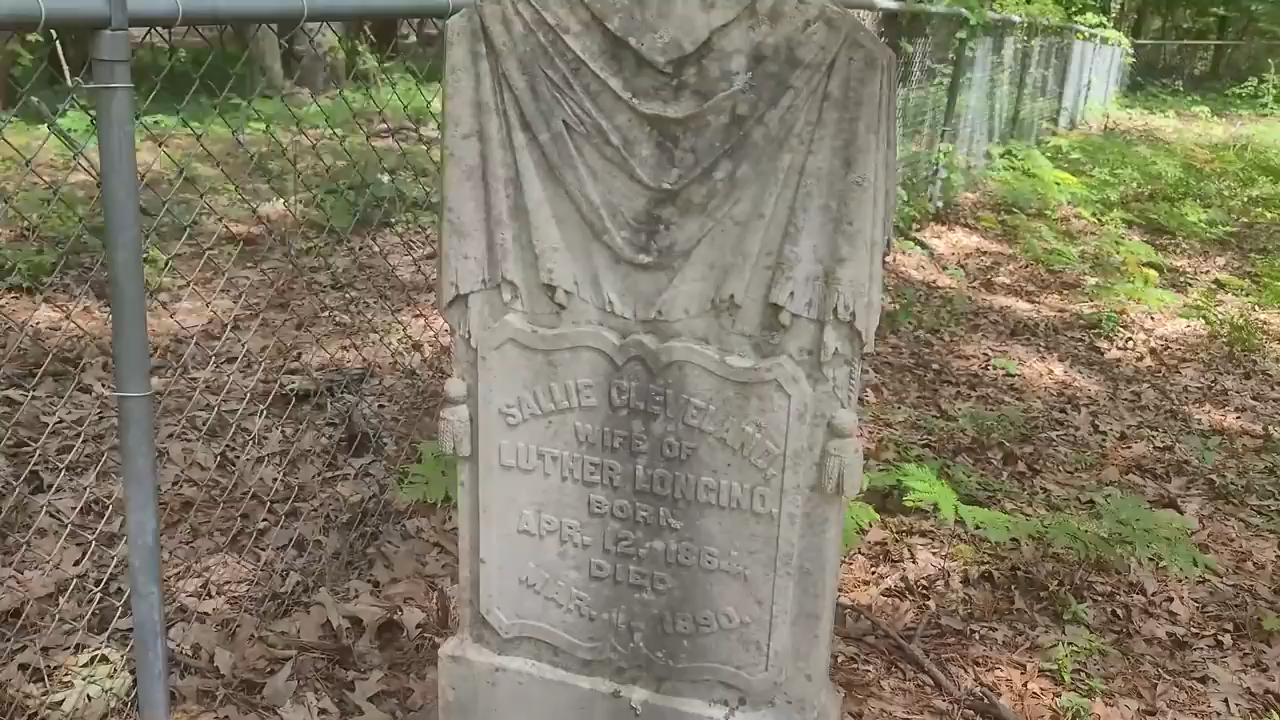 SALLIE CLEVELAND,
WIFE OF
LUTHER LONGINO.
BORN
APR. 12,
DIED
MAR. 1, 1890.